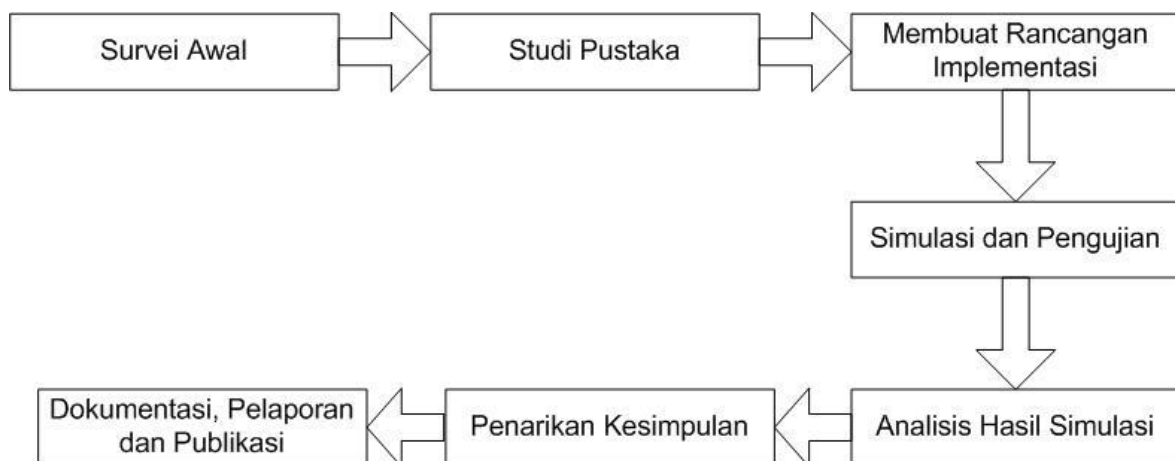 Survei Awal
Studi Pustaka
Membuat Rancangan
Implementasi
Simulasi dan Pengujian
Analisis Hasil Simulasi
Penarikan Kesimpulan
Dokumentasi, Pelaporan
dan Publikasi